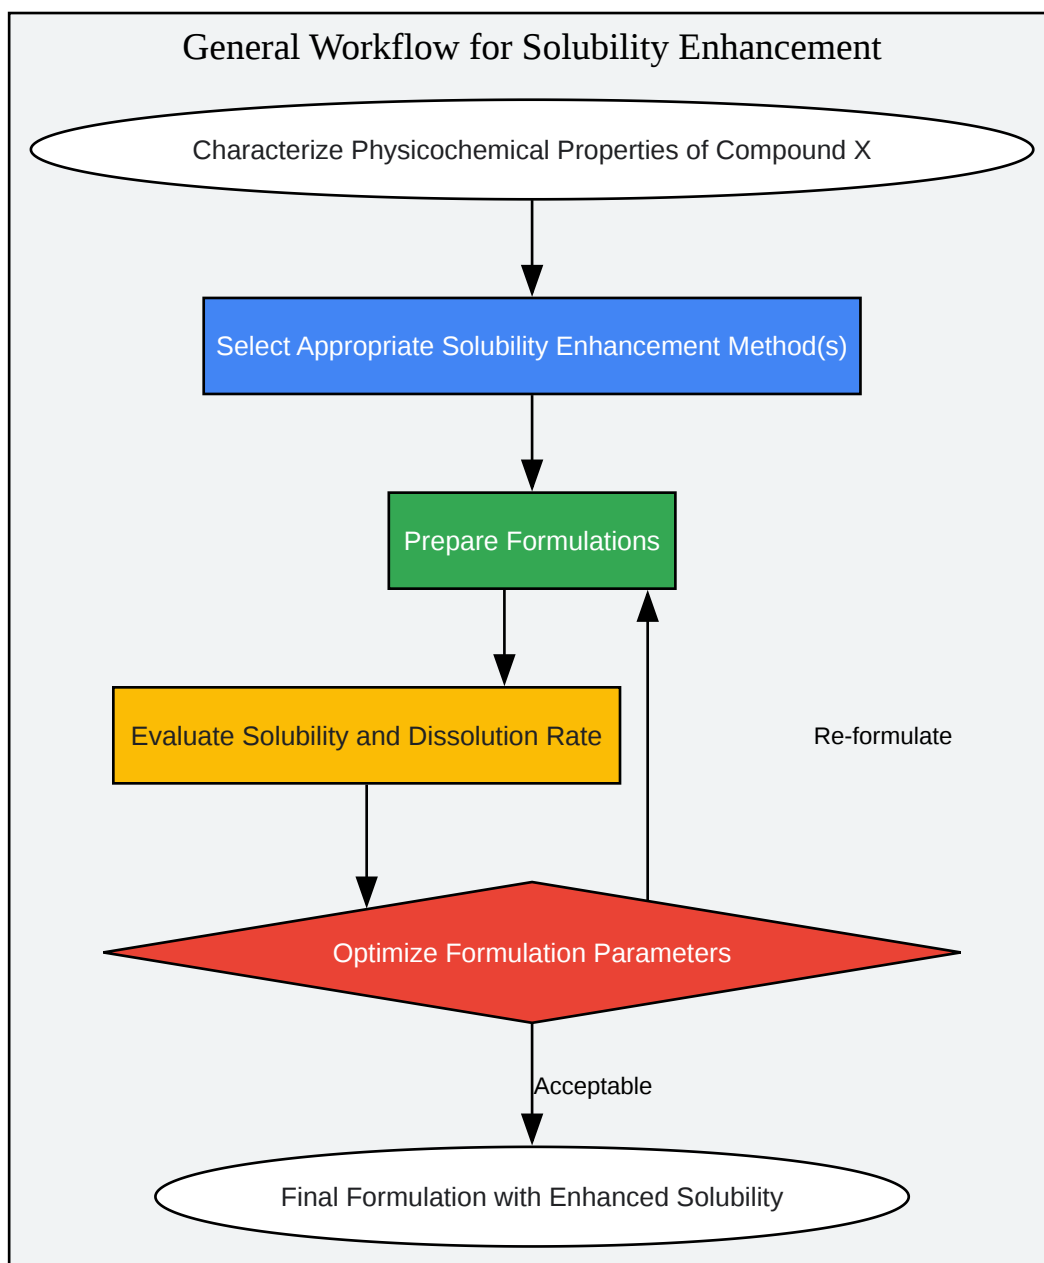 General Workflow for Solubility Enhancement
Characterize Physicochemical Properties of Compound X
Select Appropriate Solubility Enhancement Method(s)
Prepare Formulations
Evaluate Solubility and Dissolution Rate
Re-formulate
Optimize Formulation Parameters
Acceptable
Final Formulation with Enhanced Solubility